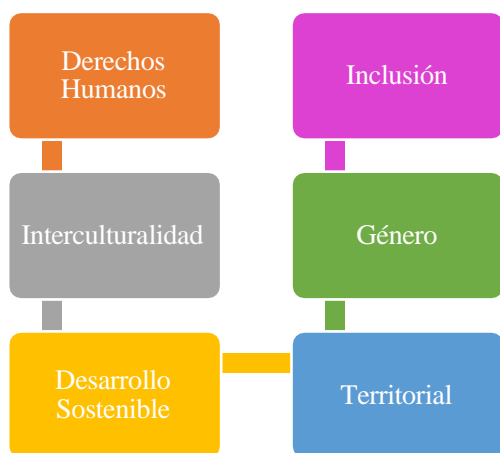 Derechos
Humanos
Interculturalidad
Desarrollo
Sostenible
Territorial
Género
Inclusión